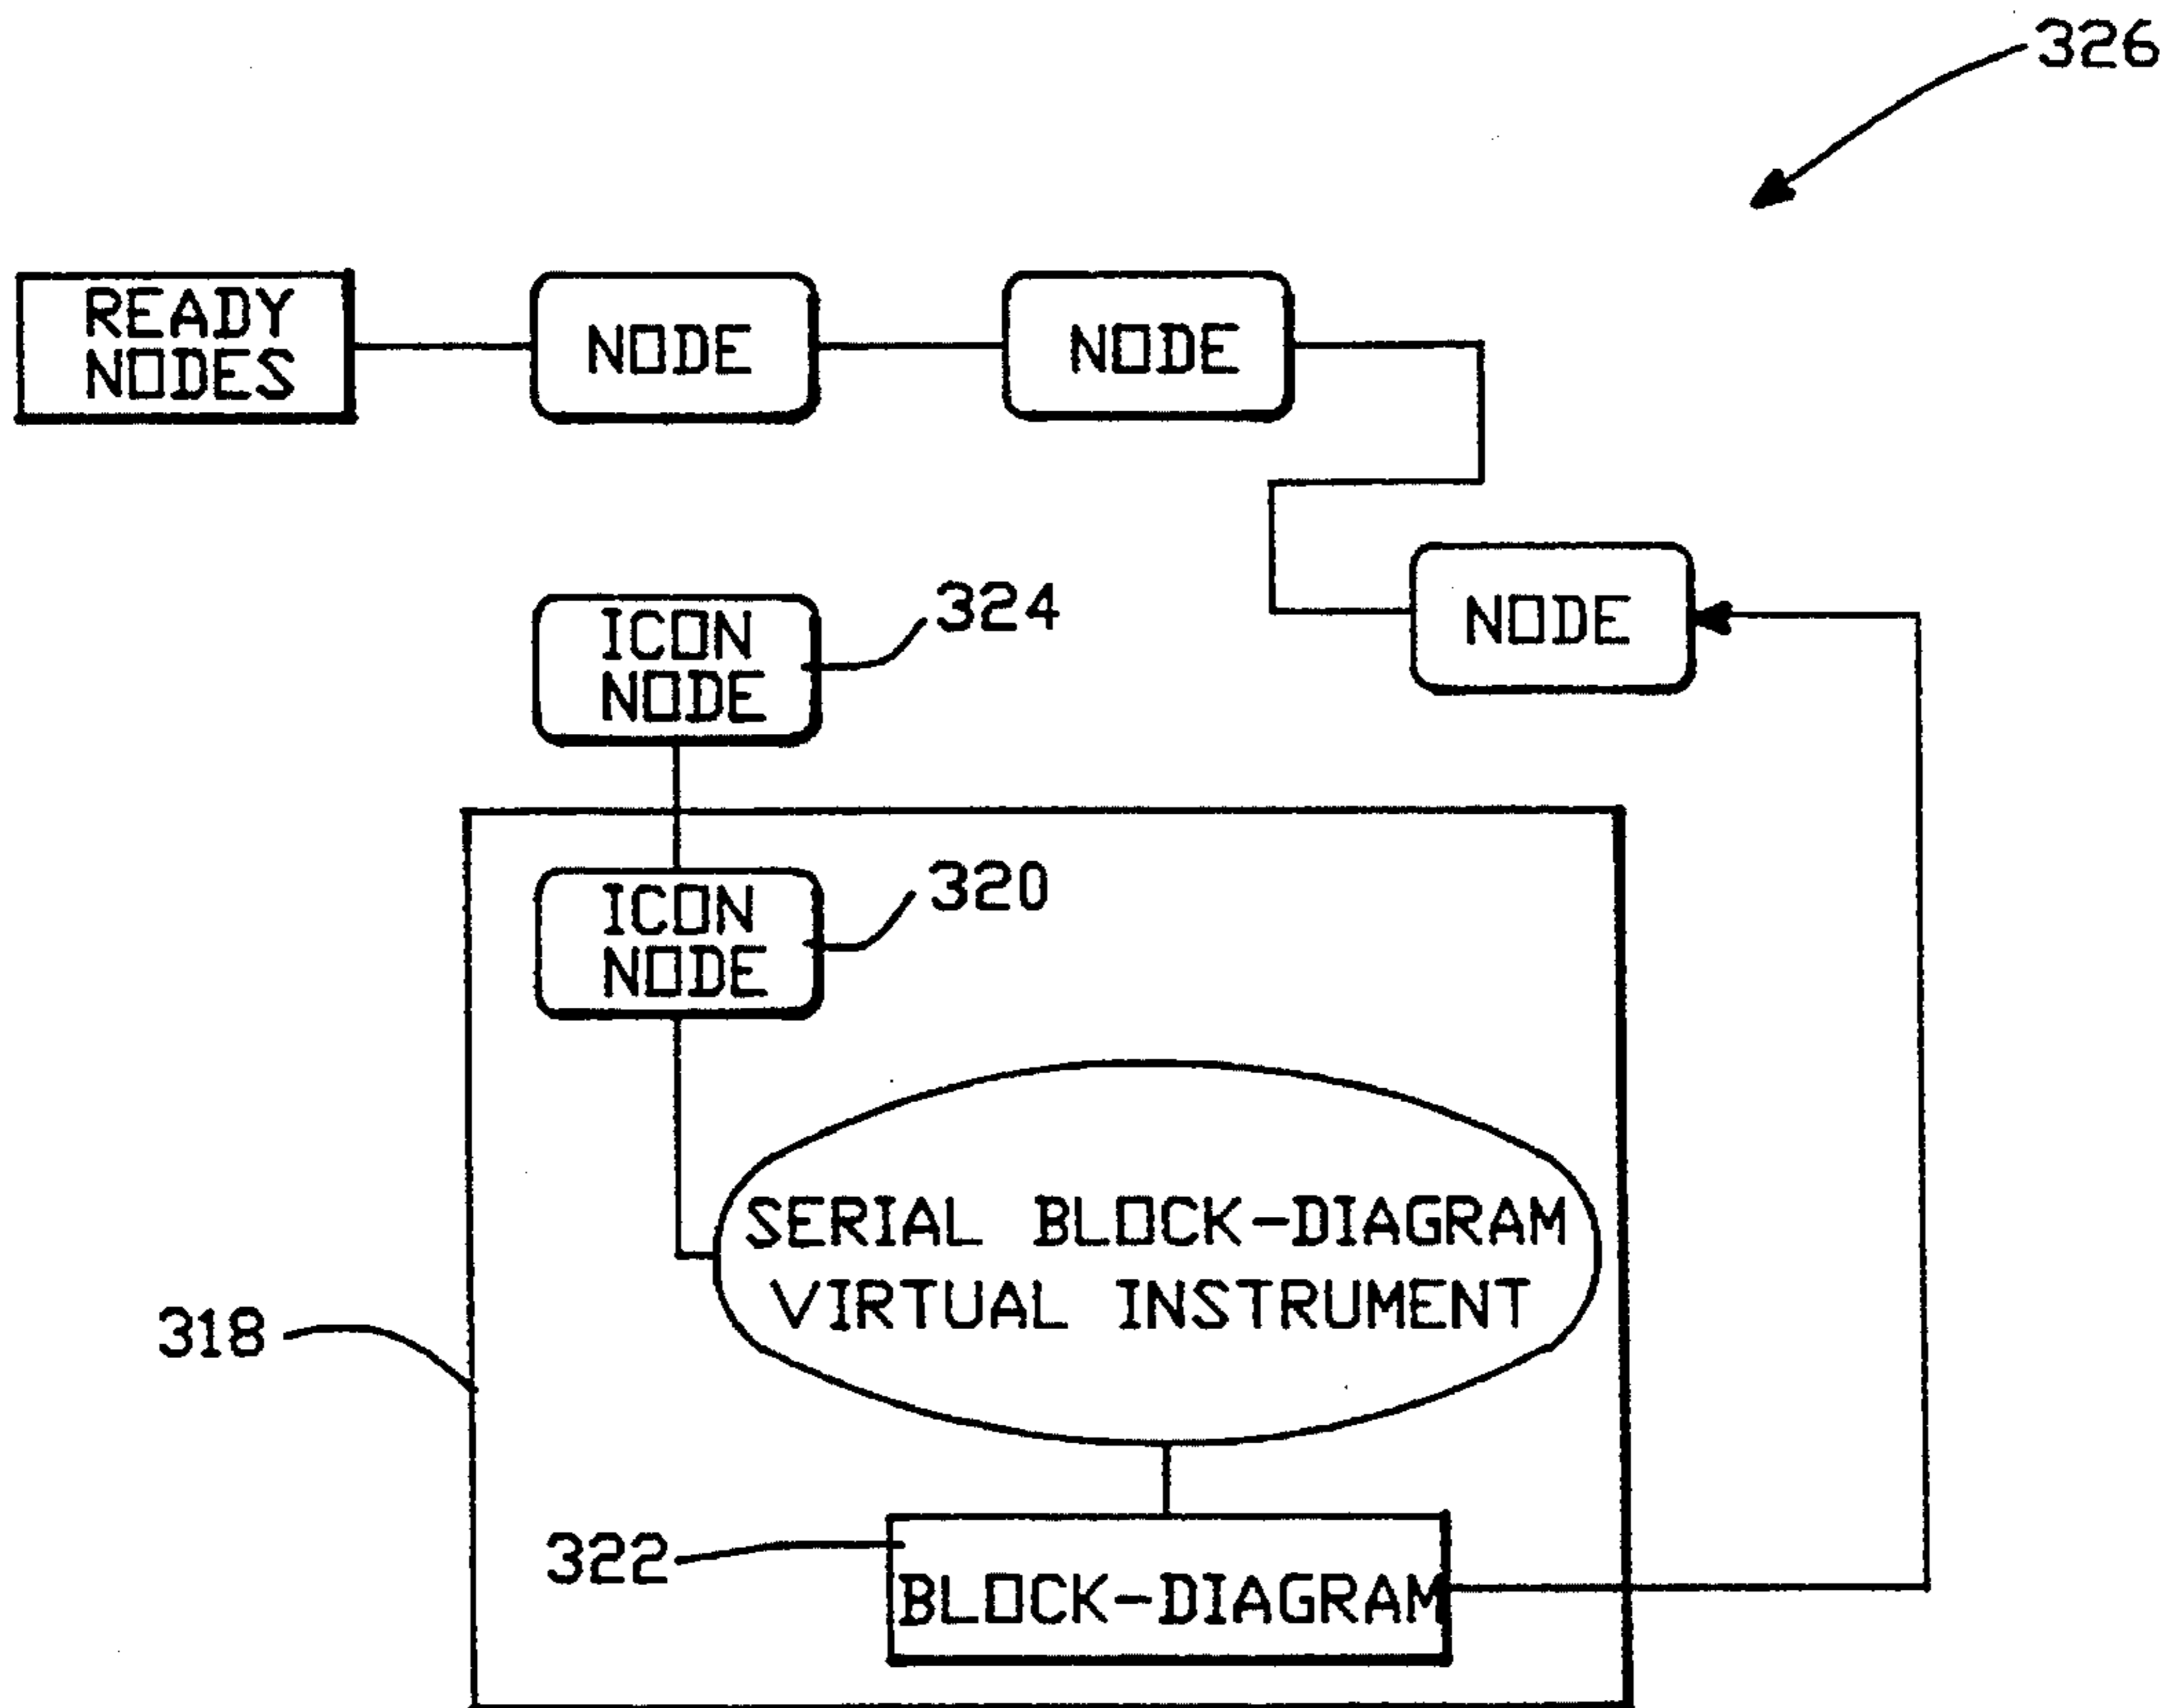 326
READY
NODES
NODE
NODE
NODE
ICON
NODE
324
ICON
NODE
320
SERIAL BLOCK-DIAGRAM
VIRTUAL INSTRUMENT
318
322
BLOCK-DIAGRAM